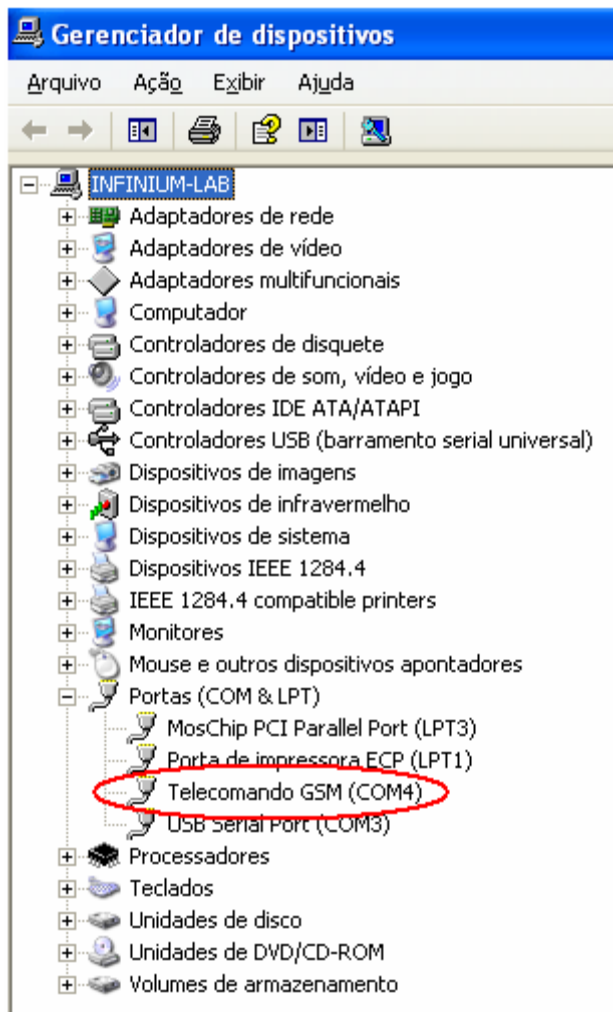 Gerenciador de dispositivos
Arquivo Ação Exibir Ajuda
INFINIUM-LAB
Adaptadores de rede
Adaptadores de vídeo
Adaptadores multifuncionais
Computador
Controladores de disquete
Controladores de som, vídeo e jogo
Controladores IDE ATA/ATAPI
Controladores USB (barramento serial universal)
Dispositivos de imagens
Dispositivos de infravermelho
Dispositivos de sistema
Dispositivos IEEE 1284.4
IEEE 1284.4 compatible printers
Monitores
Mouse e outros dispositivos apontadores
Portas (COM & LPT)
MosChip PCI Parallel Port (LPT3)
Porta de impressora ECP (LPT1)
Telecomando GSM (COM4)
USB Serial Port (COM3)
Processadores
Teclados
Unidades de disco
Unidades de DVD/CD-ROM
Volumes de armazenamento